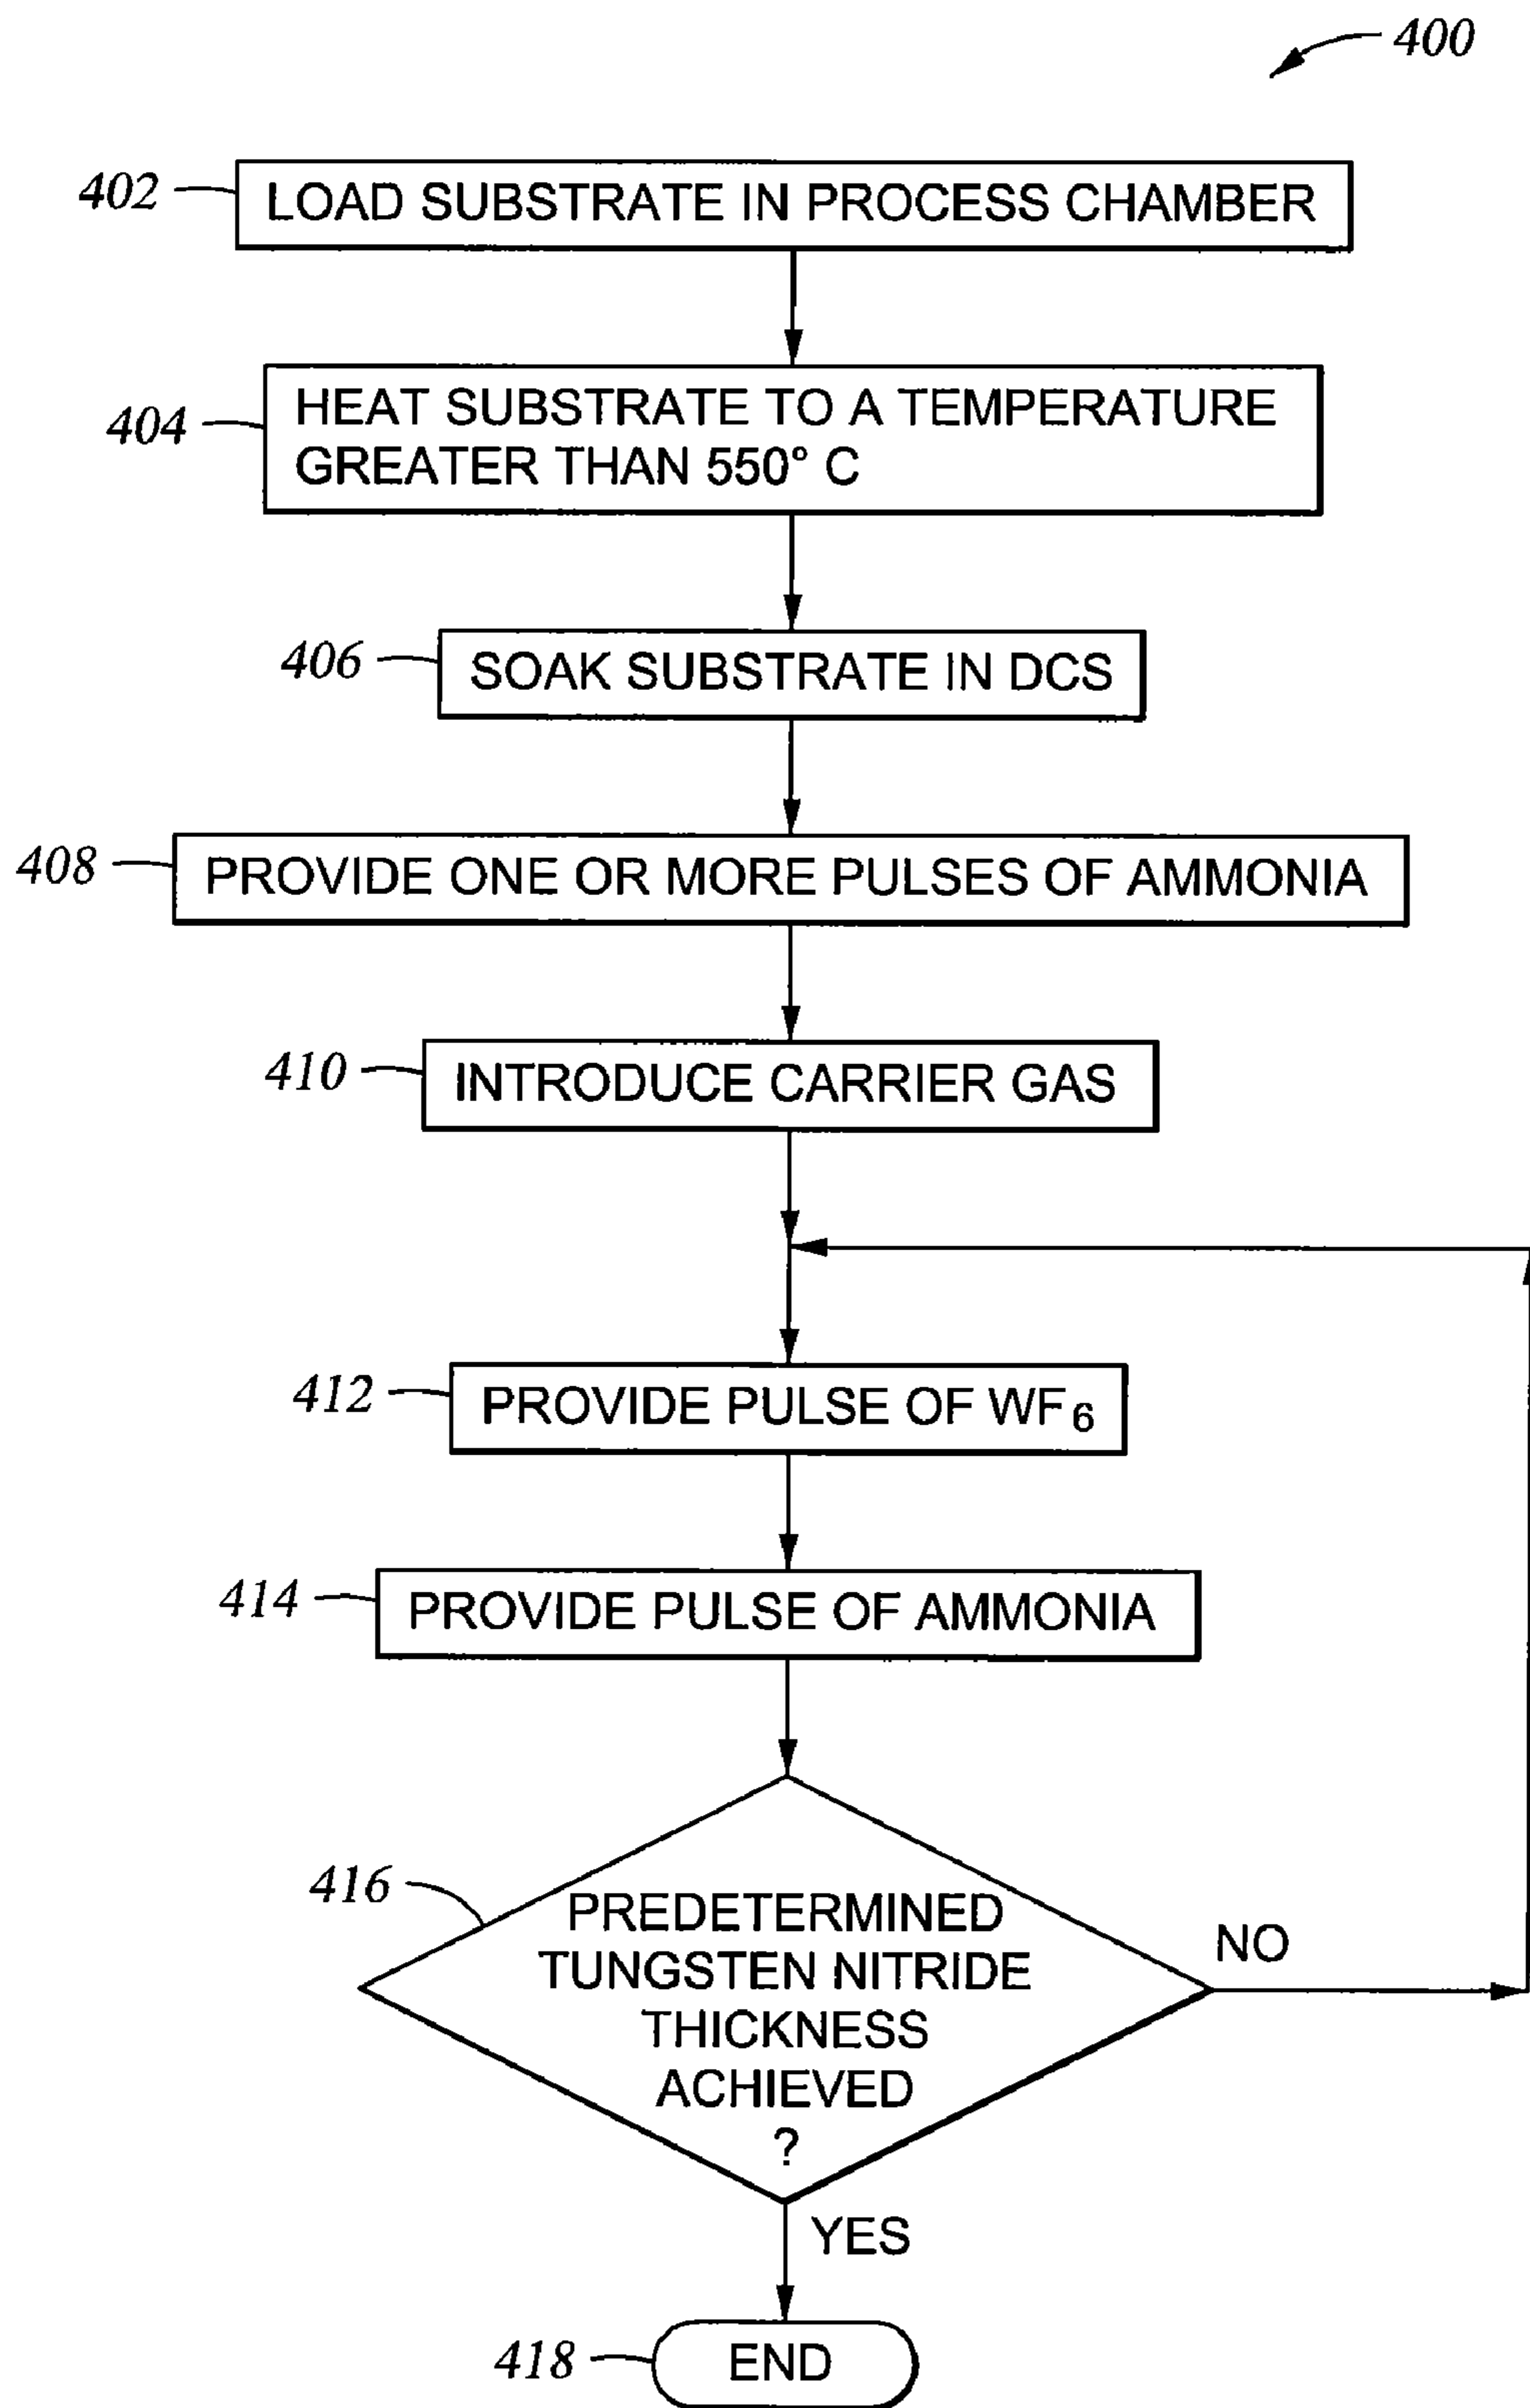 400
402
LOAD SUBSTRATE IN PROCESS CHAMBER
404
HEAT SUBSTRATE TO A TEMPERATURE
GREATER THAN 550° C
406
SOAK SUBSTRATE IN DCS
408
PROVIDE ONE OR MORE PULSES OF AMMONIA
410
INTRODUCE CARRIER GAS
412
PROVIDE PULSE OF WF₆
414
PROVIDE PULSE OF AMMONIA
416
PREDETERMINED
TUNGSTEN NITRIDE
THICKNESS
ACHIEVED
?
NO
YES
418
END